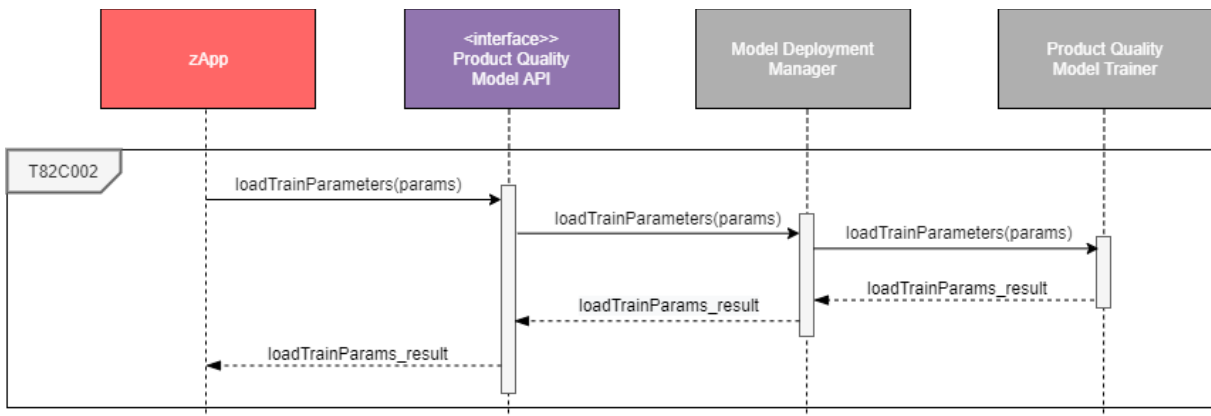 zApp
<interface>>
Product Quality
Model API
Model Deployment
Manager
Product Quality
Model Trainer
T82C002
loadTrainParameters(params)
loadTrainParameters(params)
loadTrainParameters(params)
loadTrainParams_result
loadTrainParams_result
loadTrainParams_result